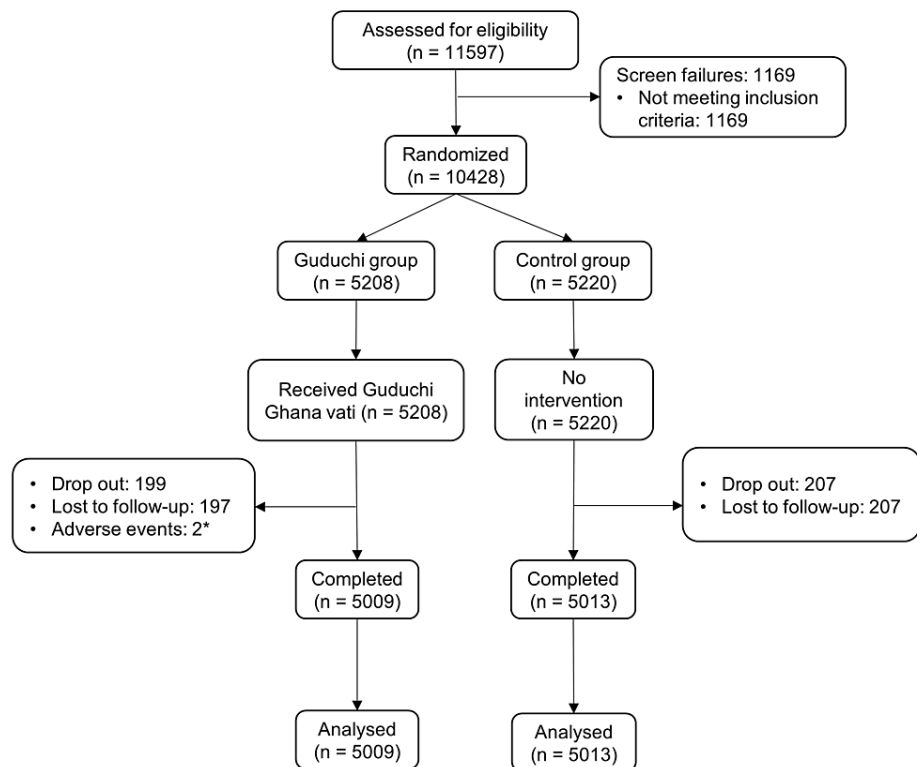 Assessed for eligibility
(n = 11597)
Screen failures: 1169
• Not meeting inclusion
criteria: 1169
Randomized
(n = 10428)
Guduchi group
(n = 5208)
Control group
(n = 5220)
Received Guduchi
Ghana vati (n = 5208)
No
intervention
(n = 5220)
• Drop out: 199
• Lost to follow-up: 197
• Adverse events: 2*
• Drop out: 207
• Lost to follow-up: 207
Completed
(n = 5009)
Completed
(n = 5013)
Analysed
(n = 5009)
Analysed
(n = 5013)